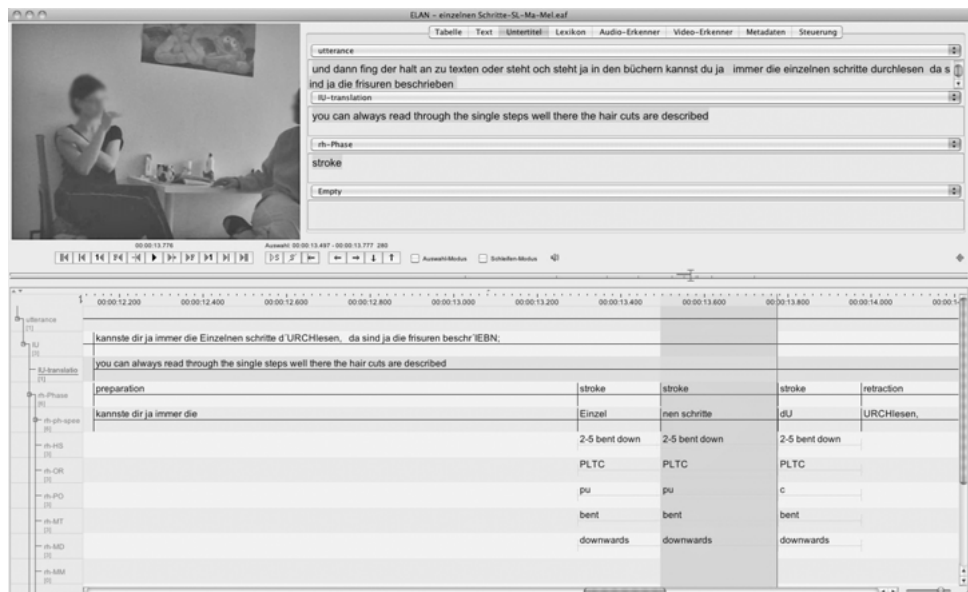 ELAN - einzelnen Schritte-SL-Ma-Mel.eaf
Tabelle Text Untertitel Lexikon Audio-Erkenner Video-Erkenner Metadaten Steuerung
utterance
und dann fing der halt an zu texten oder steht och steht ja in den büchern kannst du ja immer die einzelnen schritte durchlesen da s
ind ja die frisuren beschrieben
IU-translation
you can always read through the single steps well there the hair cuts are described
rh-Phase
stroke
Empty
00:00:13.776
Auswahl: 00:00:13.497 - 00:00:13.777 280
Auswahl-Modus Schleifen-Modus
00:00:12.200 00:00:12.400 00:00:12.600 00:00:12.800 00:00:13.000 00:00:13.200 00:00:13.400 00:00:13.600 00:00:13.800 00:00:14.000
utterance
[1]
IU
[3]
kannste dir ja immer die Einzelnen schritte d´URCHlesen, da sind ja die frisuren beschr´IEBN;
IU-translatio
[1]
you can always read through the single steps well there the hair cuts are described
rh-Phase
preparation stroke stroke stroke retraction
rh-ph-spee
kannste dir ja immer die Einzel nen schritte dU URCHlesen,
rh-HS
[3]
2-5 bent down 2-5 bent down 2-5 bent down
rh-OR
[3]
PLTC PLTC PLTC
rh-PO
[3]
pu pu c
rh-MT
[3]
bent bent bent
rh-MD
[3]
downwards downwards downwards
rh-MM